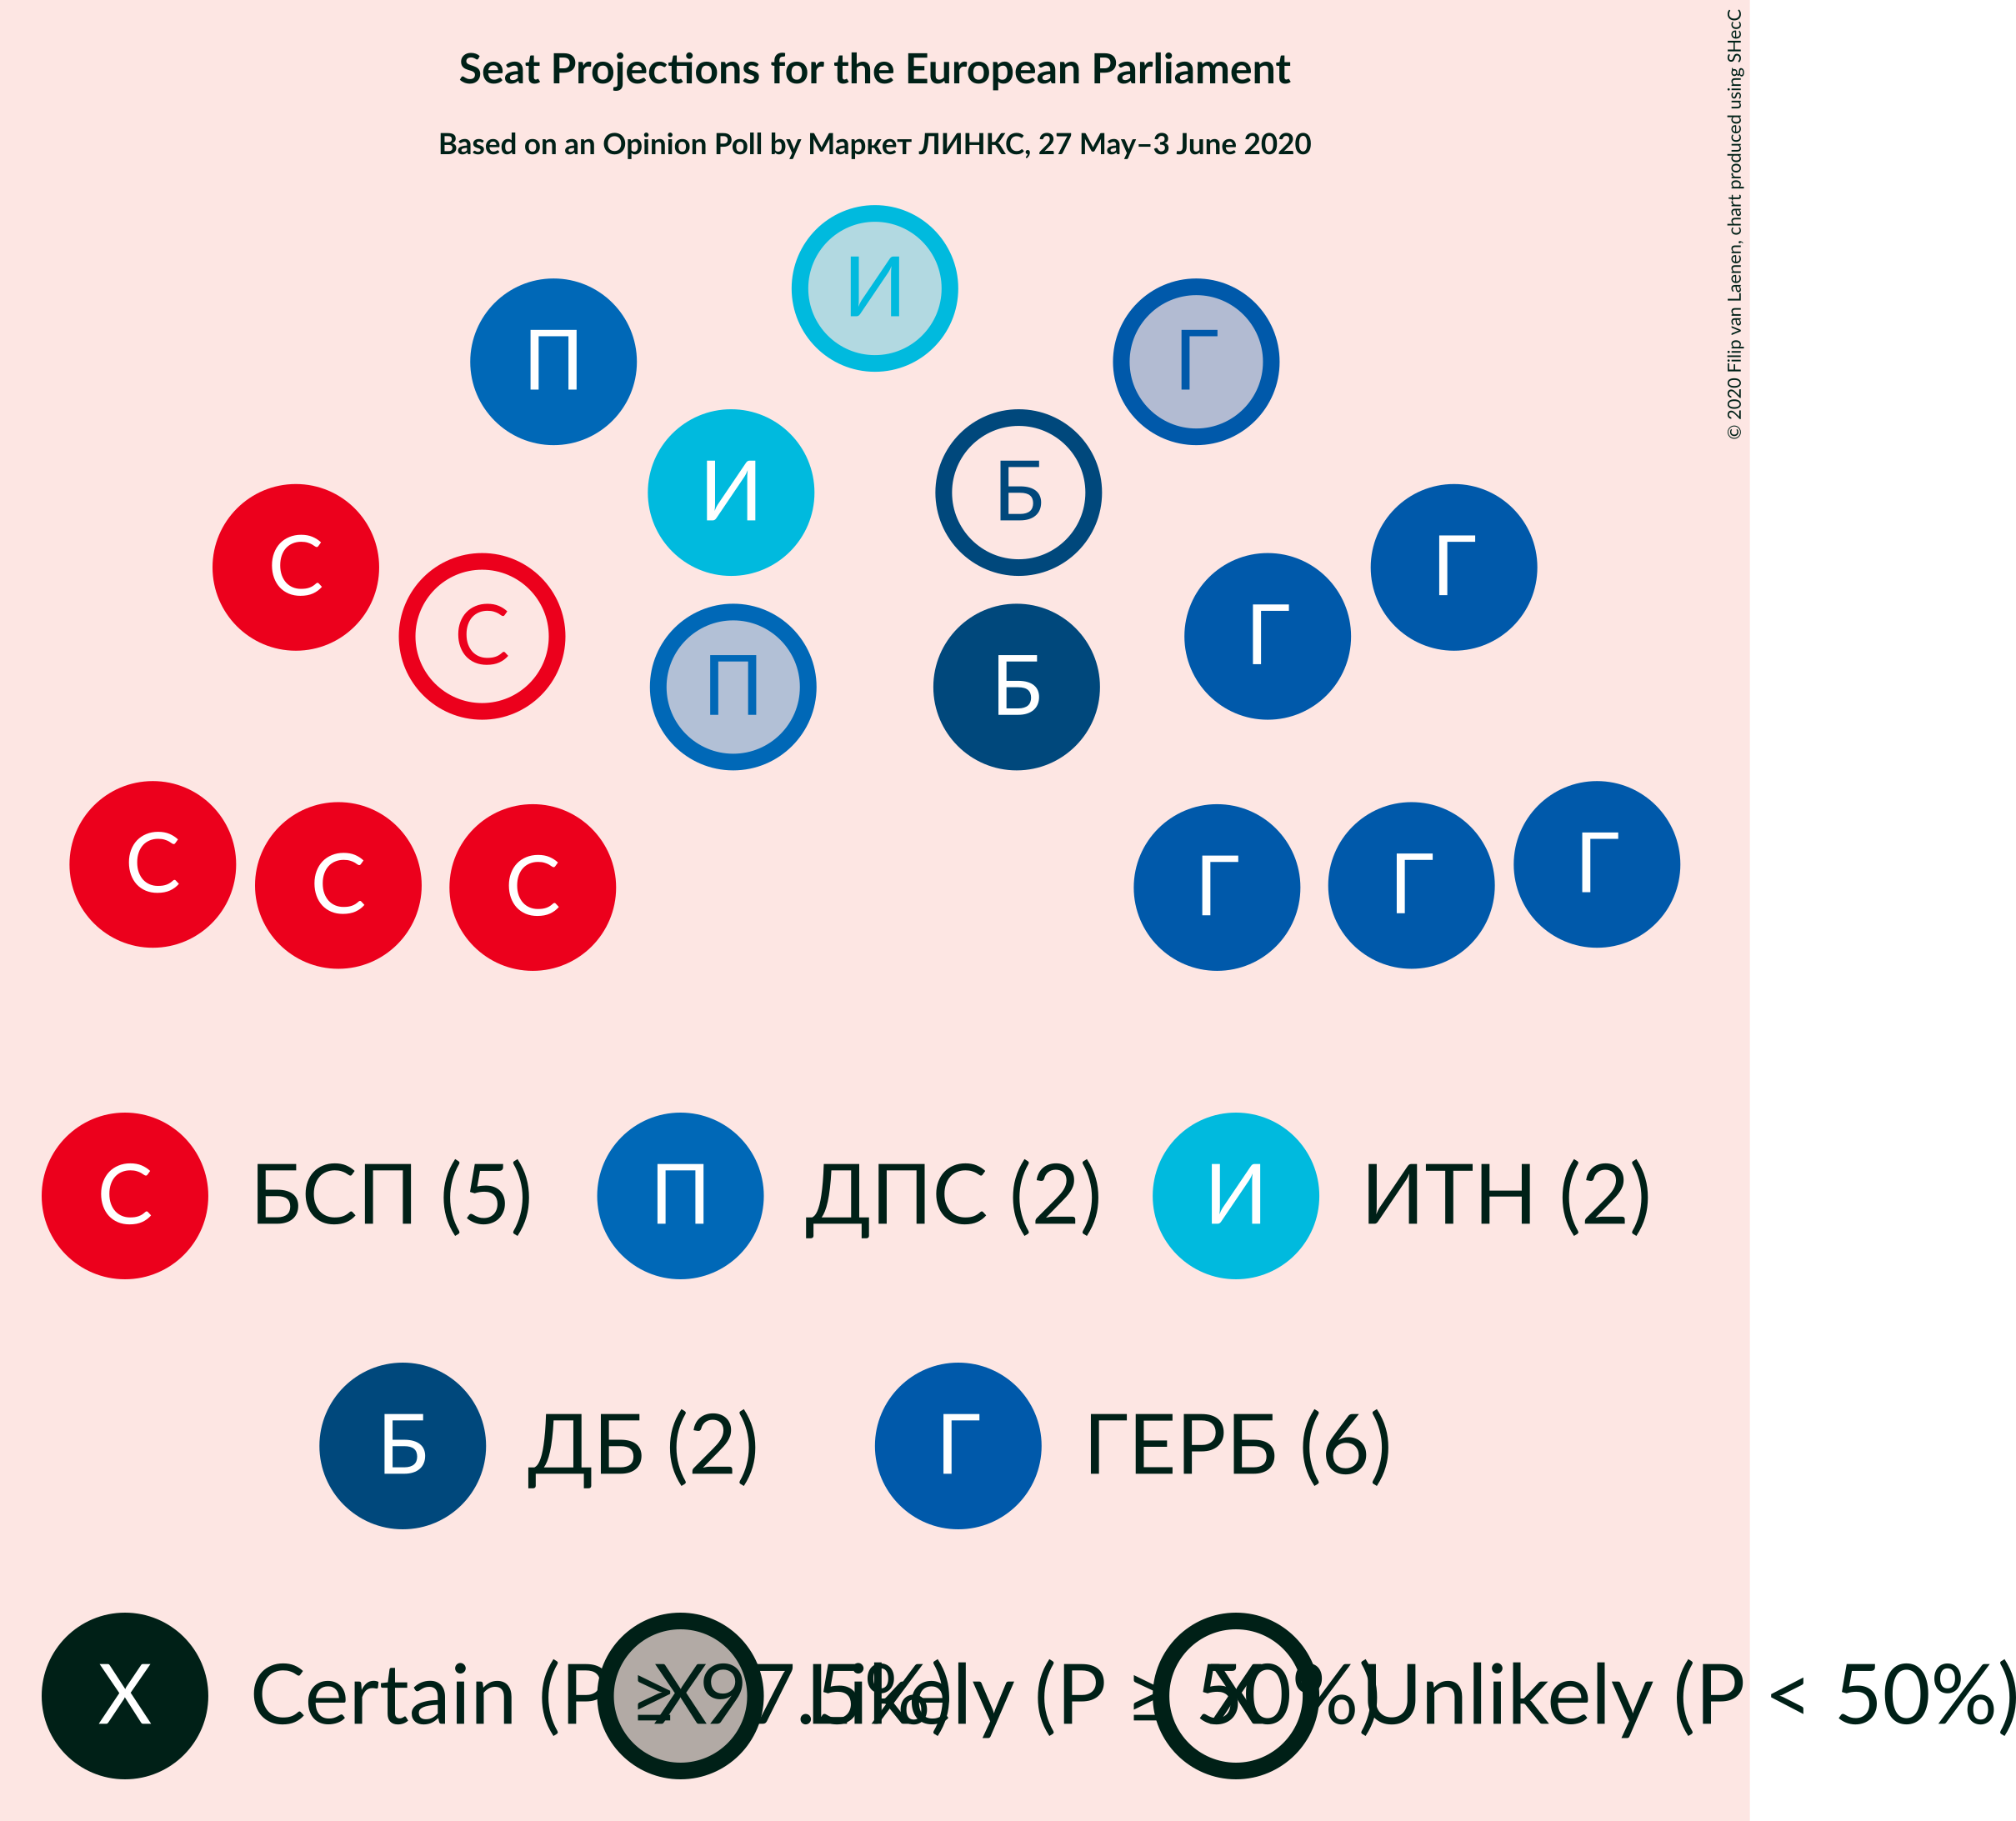 Seat Projections for the European Parliament
Based on an Opinion Poll by Маркет ЛИНКС, 27 May–3 June 2020
© 2020 Filip van Laenen, chart produced using SHecC
И
П
Г
И
Б
С
Г
С
Г
П
Б
С
С
С
Г
Г
Г
С БСП (5) П ДПС (2) И ИТН (2)
Б ДБ (2) Г ГЕРБ (6)
X Certain (P ≥ 97.5%) X Likely (P ≥ 50%) X Unlikely (P < 50%)